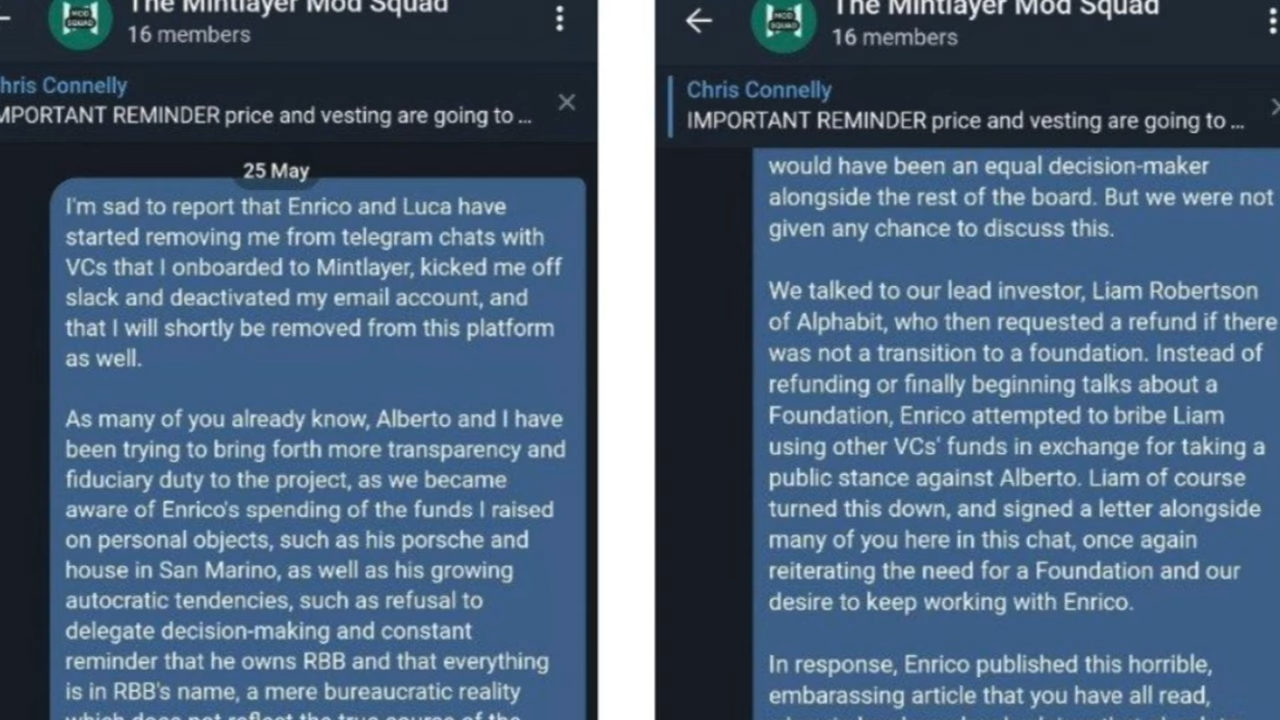 The Mintlayer Mod Squad
16 members
hris Connelly
MPORTANT REMINDER price and vesting are going to ...
25 May
I'm sad to report that Enrico and Luca have
started removing me from telegram chats with
VCs that I onboarded to Mintlayer, kicked me off
slack and deactivated my email account, and
that I will shortly be removed from this platform
as well.
As many of you already know, Alberto and I have
been trying to bring forth more transparency and
fiduciary duty to the project, as we became
aware of Enrico's spending of the funds I raised
on personal objects, such as his porsche and
house in San Marino, as well as his growing
autocratic tendencies, such as refusal to
delegate decision-making and constant
reminder that he owns RBB and that everything
is in RBB's name, a mere bureaucratic reality
which does not reflect the true source of the
The Mintlayer Mod Squad
16 members
Chris Connelly
IMPORTANT REMINDER price and vesting are going to ...
would have been an equal decision-maker
alongside the rest of the board. But we were not
given any chance to discuss this.
We talked to our lead investor, Liam Robertson
of Alphabit, who then requested a refund if there
was not a transition to a foundation. Instead of
refunding or finally beginning talks about a
Foundation, Enrico attempted to bribe Liam
using other VCs' funds in exchange for taking a
public stance against Alberto. Liam of course
turned this down, and signed a letter alongside
many of you here in this chat, once again
reiterating the need for a Foundation and our
desire to keep working with Enrico.
In response, Enrico published this horrible,
embarassing article that you have all read,